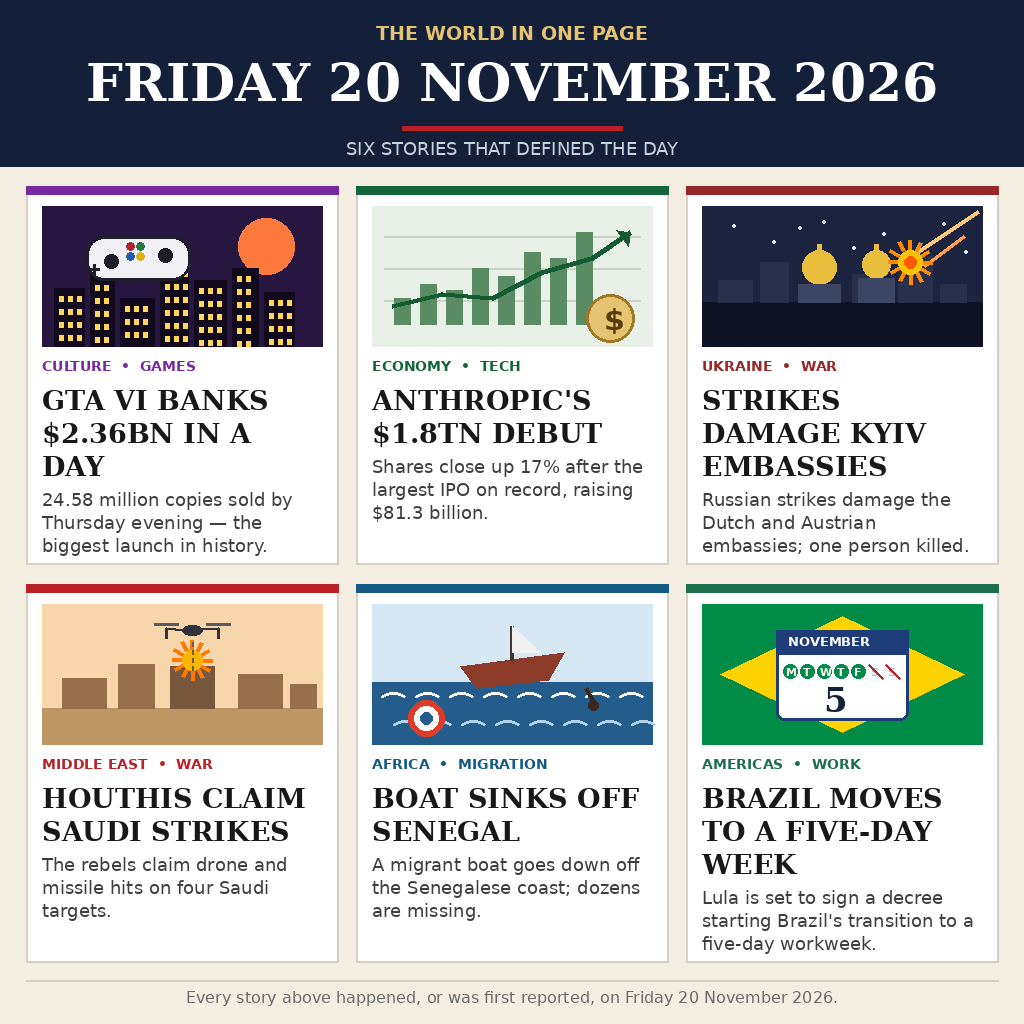 THE WORLD IN ONE PAGE
FRIDAY 20 NOVEMBER 2026
SIX STORIES THAT DEFINED THE DAY
CULTURE • GAMES
GTA VI BANKS
$2.36BN IN A
DAY
24.58 million copies sold by
Thursday evening — the
biggest launch in history.
$
ECONOMY • TECH
ANTHROPIC'S
$1.8TN DEBUT
Shares close up 17% after the
largest IPO on record, raising
$81.3 billion.
UKRAINE • WAR
STRIKES
DAMAGE KYIV
EMBASSIES
Russian strikes damage the
Dutch and Austrian
embassies; one person killed.
MIDDLE EAST • WAR
HOUTHIS CLAIM
SAUDI STRIKES
The rebels claim drone and
missile hits on four Saudi
targets.
AFRICA • MIGRATION
BOAT SINKS OFF
SENEGAL
A migrant boat goes down off
the Senegalese coast; dozens
are missing.
NOVEMBER
M T W T F S S
5
AMERICAS • WORK
BRAZIL MOVES
TO A FIVE-DAY
WEEK
Lula is set to sign a decree
starting Brazil's transition to a
five-day workweek.
Every story above happened, or was first reported, on Friday 20 November 2026.